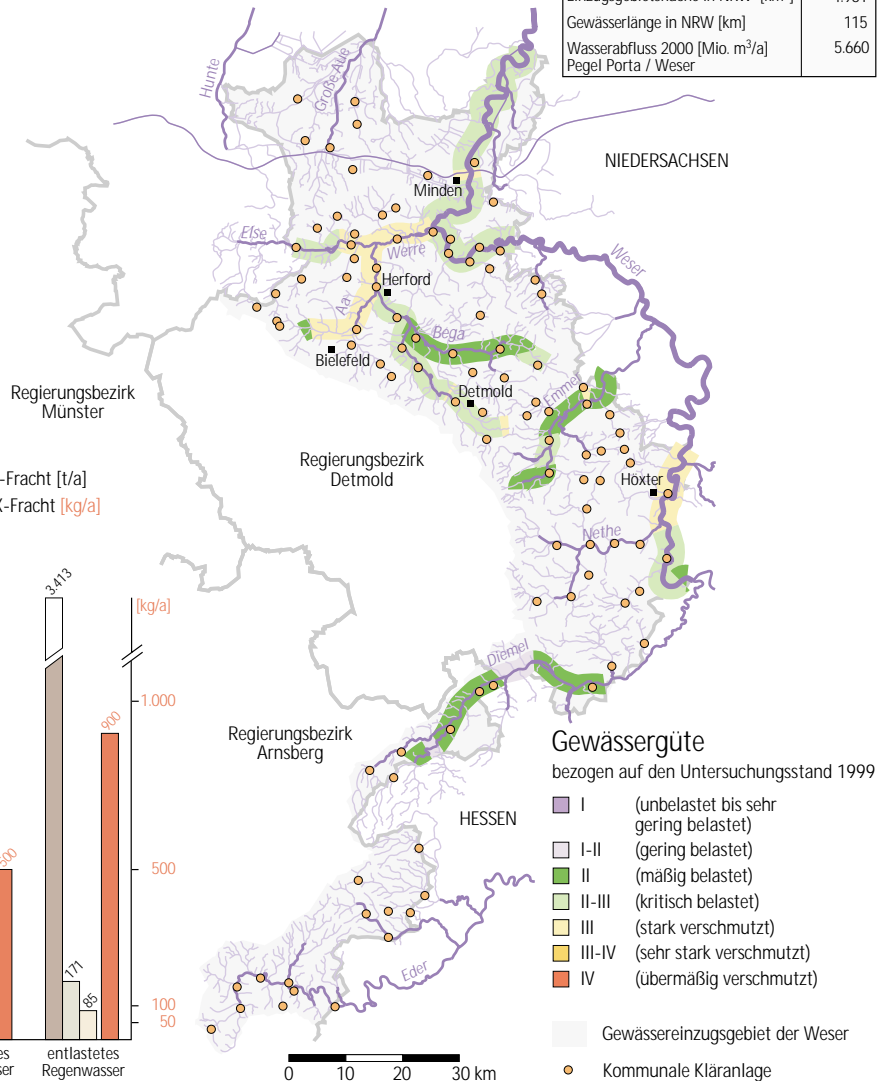 Gewässerlänge in NRW [km] 115
Wasserabfluss 2000 [Mio. m³/a] 5.660
Pegel Porta / Weser
Hunte
Große Aue
NIEDERSACHSEN
Minden
Else
Werre
Weser
Herford
Aa
Bega
Bielefeld
Regierungsbezirk
Münster
Emmer
Detmold
Regierungsbezirk
Detmold
Höxter
-Fracht [t/a]
X-Fracht [kg/a]
Nethe
3.413
[kg/a]
Diemel
1.000
900
Regierungsbezirk
Arnsberg
Gewässergüte
bezogen auf den Untersuchungsstand 1999
I (unbelastet bis sehr
gering belastet)
I-II (gering belastet)
II (mäßig belastet)
II-III (kritisch belastet)
III (stark verschmutzt)
III-IV (sehr stark verschmutzt)
IV (übermäßig verschmutzt)
HESSEN
500
500
171
85
Eder
100
50
Gewässereinzugsgebiet der Weser
entlastetes
Regenwasser
0 10 20 30 km
Kommunale Kläranlage